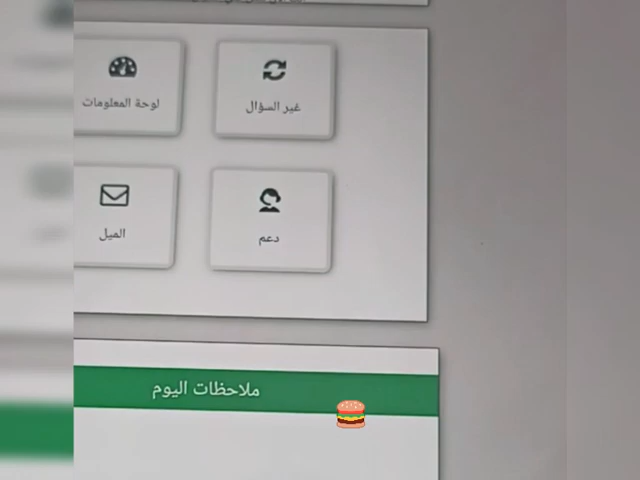 غير السؤال
لوحة المعلومات
دعم
الميل
ملاحظات اليوم